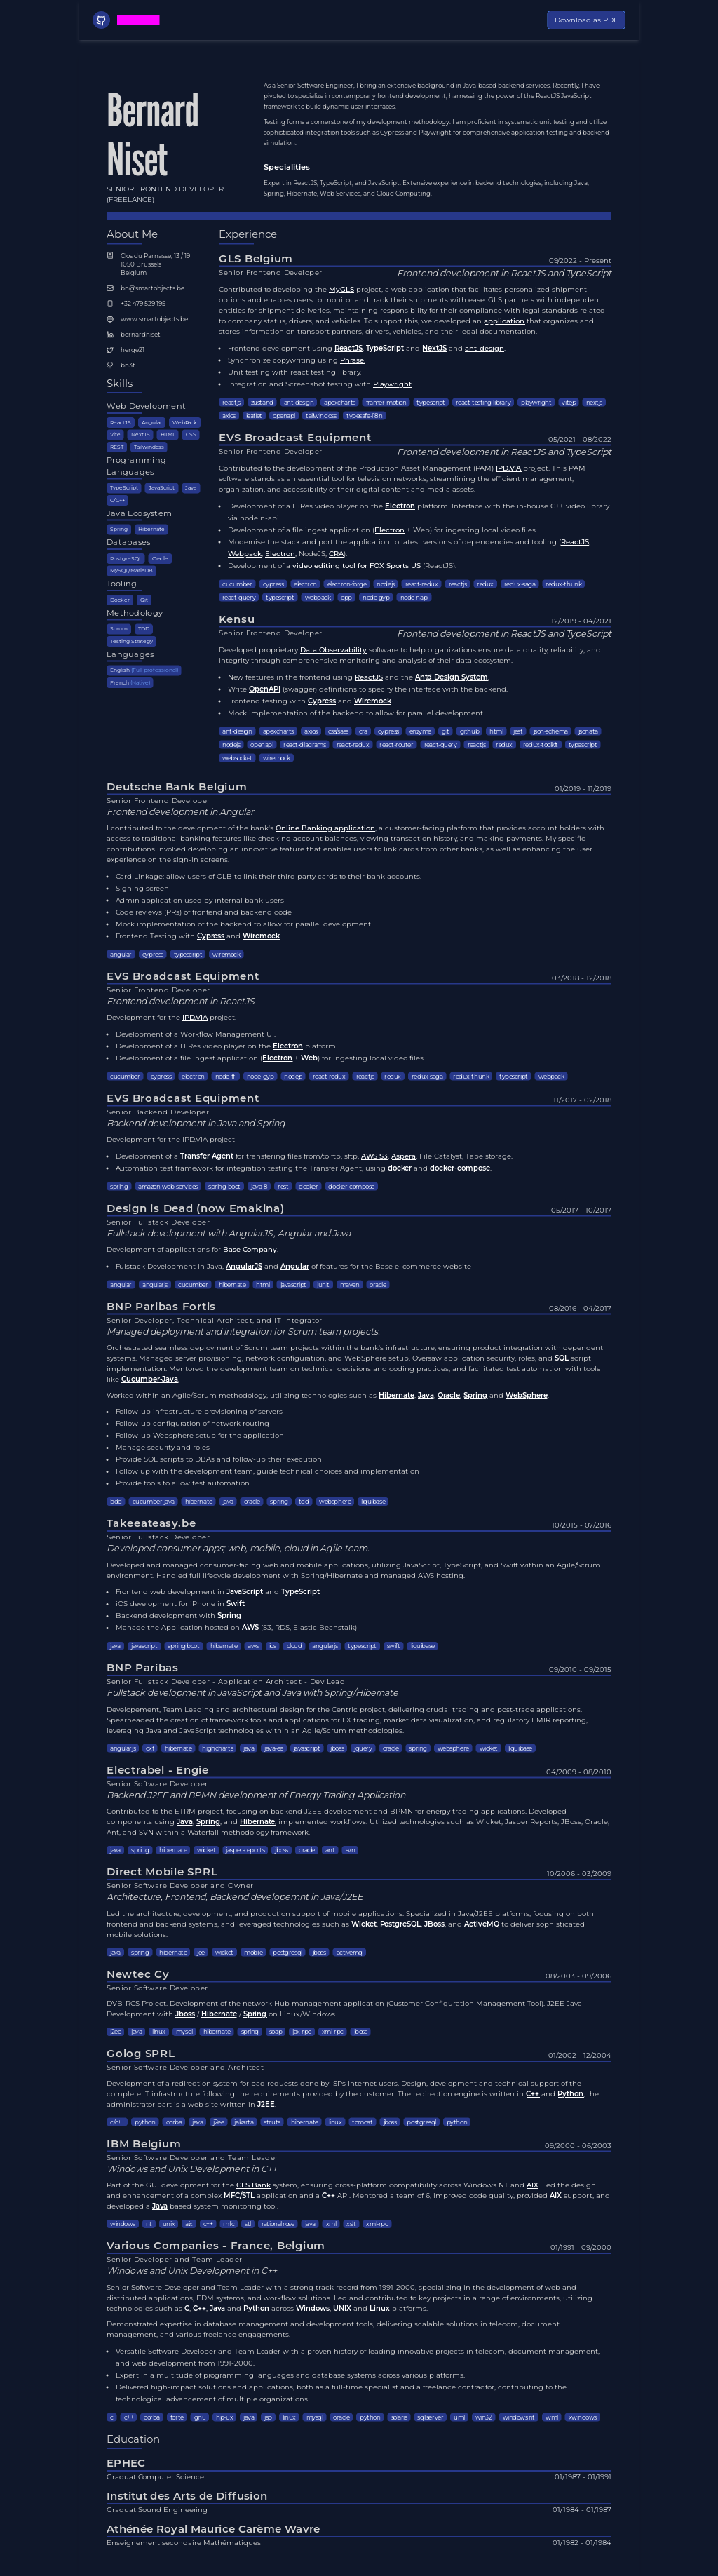 Download as PDF
Bernard
Niset
SENIOR FRONTEND DEVELOPER
(FREELANCE)
As a Senior Software Engineer, I bring an extensive background in Java-based backend services. Recently, I have
pivoted to specialize in contemporary frontend development, harnessing the power of the ReactJS JavaScript
framework to build dynamic user interfaces.
Testing forms a cornerstone of my development methodology. I am proficient in systematic unit testing and utilize
sophisticated integration tools such as Cypress and Playwright for comprehensive application testing and backend
simulation.
Specialities
Expert in ReactJS, TypeScript, and JavaScript. Extensive experience in backend technologies, including Java,
Spring, Hibernate, Web Services, and Cloud Computing.
About Me
Clos du Parnasse, 13 / 19
1050 Brussels
Belgium
bn@smartobjects.be
+32 479 529 195
www.smartobjects.be
bernardniset
herge21
bn3t
Skills
Web Development
ReactJS Angular WebPack
Vite NextJS HTML CSS
REST Tailwindcss
Programming
Languages
TypeScript JavaScript Java
C/C++
Java Ecosystem
Spring Hibernate
Databases
PostgreSQL Oracle
MySQL/MariaDB
Tooling
Docker Git
Methodology
Scrum TDD
Testing Strategy
Languages
English (Full professional)
French (Native)
Experience
GLS Belgium 09/2022 - Present
Senior Frontend Developer Frontend development in ReactJS and TypeScript
Contributed to developing the MyGLS project, a web application that facilitates personalized shipment
options and enables users to monitor and track their shipments with ease. GLS partners with independent
entities for shipment deliveries, maintaining responsibility for their compliance with legal standards related
to company status, drivers, and vehicles. To support this, we developed an application that organizes and
stores information on transport partners, drivers, vehicles, and their legal documentation.
• Frontend development using ReactJS, TypeScript and NextJS and ant-design.
• Synchronize copywriting using Phrase.
• Unit testing with react testing library.
• Integration and Screenshot testing with Playwright.
reactjs zustand ant-design apexcharts framer-motion typescript react-testing-library playwright vitejs nextjs
axios leaflet openapi tailwindcss typesafe-i18n
EVS Broadcast Equipment 05/2021 - 08/2022
Senior Frontend Developer Frontend development in ReactJS and TypeScript
Contributed to the development of the Production Asset Management (PAM) IPD.VIA project. This PAM
software stands as an essential tool for television networks, streamlining the efficient management,
organization, and accessibility of their digital content and media assets.
• Development of a HiRes video player on the Electron platform. Interface with the in-house C++ video library
via node n-api.
• Development of a file ingest application (Electron + Web) for ingesting local video files.
• Modernise the stack and port the application to latest versions of dependencies and tooling (ReactJS,
Webpack, Electron, NodeJS, CRA).
• Development of a video editing tool for FOX Sports US (ReactJS).
cucumber cypress electron electron-forge nodejs react-redux reactjs redux redux-saga redux-thunk
react-query typescript webpack cpp node-gyp node-napi
Kensu 12/2019 - 04/2021
Senior Frontend Developer Frontend development in ReactJS and TypeScript
Developed proprietary Data Observability software to help organizations ensure data quality, reliability, and
integrity through comprehensive monitoring and analysis of their data ecosystem.
• New features in the frontend using ReactJS and the Antd Design System.
• Write OpenAPI (swagger) definitions to specify the interface with the backend.
• Frontend testing with Cypress and Wiremock.
• Mock implementation of the backend to allow for parallel development
ant-design apexcharts axios css/sass cra cypress enzyme git github html jest json-schema jsonata
nodejs openapi react-diagrams react-redux react-router react-query reactjs redux redux-toolkit typescript
websocket wiremock
Deutsche Bank Belgium 01/2019 - 11/2019
Senior Frontend Developer
Frontend development in Angular
I contributed to the development of the bank's Online Banking application, a customer-facing platform that provides account holders with
access to traditional banking features like checking account balances, viewing transaction history, and making payments. My specific
contributions involved developing an innovative feature that enables users to link cards from other banks, as well as enhancing the user
experience on the sign-in screens.
• Card Linkage: allow users of OLB to link their third party cards to their bank accounts.
• Signing screen
• Admin application used by internal bank users
• Code reviews (PRs) of frontend and backend code
• Mock implementation of the backend to allow for parallel development
• Frontend Testing with Cypress and Wiremock.
angular cypress typescript wiremock
EVS Broadcast Equipment 03/2018 - 12/2018
Senior Frontend Developer
Frontend development in ReactJS
Development for the IPD.VIA project.
• Development of a Workflow Management UI.
• Development of a HiRes video player on the Electron platform.
• Development of a file ingest application (Electron + Web) for ingesting local video files
cucumber cypress electron node-ffi node-gyp nodejs react-redux reactjs redux redux-saga redux-thunk typescript webpack
EVS Broadcast Equipment 11/2017 - 02/2018
Senior Backend Developer
Backend development in Java and Spring
Development for the IPD.VIA project
• Development of a Transfer Agent for transfering files from/to ftp, sftp, AWS S3, Aspera, File Catalyst, Tape storage.
• Automation test framework for integration testing the Transfer Agent, using docker and docker-compose.
spring amazon-web-services spring-boot java-8 rest docker docker-compose
Design is Dead (now Emakina) 05/2017 - 10/2017
Senior Fullstack Developer
Fullstack development with AngularJS, Angular and Java
Development of applications for Base Company.
• Fulstack Development in Java, AngularJS and Angular of features for the Base e-commerce website
angular angularjs cucumber hibernate html javascript junit maven oracle
BNP Paribas Fortis 08/2016 - 04/2017
Senior Developer, Technical Architect, and IT Integrator
Managed deployment and integration for Scrum team projects.
Orchestrated seamless deployment of Scrum team projects within the bank's infrastructure, ensuring product integration with dependent
systems. Managed server provisioning, network configuration, and WebSphere setup. Oversaw application security, roles, and SQL script
implementation. Mentored the development team on technical decisions and coding practices, and facilitated test automation with tools
like Cucumber-Java.
Worked within an Agile/Scrum methodology, utilizing technologies such as Hibernate, Java, Oracle, Spring and WebSphere.
• Follow-up infrastructure provisioning of servers
• Follow-up configuration of network routing
• Follow-up Websphere setup for the application
• Manage security and roles
• Provide SQL scripts to DBAs and follow-up their execution
• Follow up with the development team, guide technical choices and implementation
• Provide tools to allow test automation
bdd cucumber-java hibernate java oracle spring tdd websphere liquibase
Takeeateasy.be 10/2015 - 07/2016
Senior Fullstack Developer
Developed consumer apps; web, mobile, cloud in Agile team.
Developed and managed consumer-facing web and mobile applications, utilizing JavaScript, TypeScript, and Swift within an Agile/Scrum
environment. Handled full lifecycle development with Spring/Hibernate and managed AWS hosting.
• Frontend web development in JavaScript and TypeScript
• iOS development for iPhone in Swift
• Backend development with Spring
• Manage the Application hosted on AWS (S3, RDS, Elastic Beanstalk)
java javascript spring boot hibernate aws ios cloud angularjs typescript swift liquibase
BNP Paribas 09/2010 - 09/2015
Senior Fullstack Developer - Application Architect - Dev Lead
Fullstack development in JavaScript and Java with Spring/Hibernate
Developement, Team Leading and architectural design for the Centric project, delivering crucial trading and post-trade applications.
Spearheaded the creation of framework tools and applications for FX trading, market data visualization, and regulatory EMIR reporting,
leveraging Java and JavaScript technologies within an Agile/Scrum methodologies.
angularjs cxf hibernate highcharts java java-ee javascript jboss jquery oracle spring websphere wicket liquibase
Electrabel - Engie 04/2009 - 08/2010
Senior Software Developer
Backend J2EE and BPMN development of Energy Trading Application
Contributed to the ETRM project, focusing on backend J2EE development and BPMN for energy trading applications. Developed
components using Java, Spring, and Hibernate, implemented workflows. Utilized technologies such as Wicket, Jasper Reports, JBoss, Oracle,
Ant, and SVN within a Waterfall methodology framework.
java spring hibernate wicket jasper-reports jboss oracle ant svn
Direct Mobile SPRL 10/2006 - 03/2009
Senior Software Developer and Owner
Architecture, Frontend, Backend developemnt in Java/J2EE
Led the architecture, development, and production support of mobile applications. Specialized in Java/J2EE platforms, focusing on both
frontend and backend systems, and leveraged technologies such as Wicket, PostgreSQL, JBoss, and ActiveMQ to deliver sophisticated
mobile solutions.
java spring hibernate jee wicket mobile postgresql jboss activemq
Newtec Cy 08/2003 - 09/2006
Senior Software Developer
DVB-RCS Project. Development of the network Hub management application (Customer Configuration Management Tool). J2EE Java
Development with Jboss / Hibernate / Spring on Linux/Windows.
j2ee java linux mysql hibernate spring soap jax-rpc xml-rpc jboss
Golog SPRL 01/2002 - 12/2004
Senior Software Developer and Architect
Development of a redirection system for bad requests done by ISPs Internet users. Design, development and technical support of the
complete IT infrastructure following the requirements provided by the customer. The redirection engine is written in C++ and Python, the
administrator part is a web site written in J2EE.
c/c++ python corba java j2ee jakarta struts hibernate linux tomcat jboss postgresql python
IBM Belgium 09/2000 - 06/2003
Senior Software Developer and Team Leader
Windows and Unix Development in C++
Part of the GUI development for the CLS Bank system, ensuring cross-platform compatibility across Windows NT and AIX. Led the design
and enhancement of a complex MFC/STL application and a C++ API. Mentored a team of 6, improved code quality, provided AIX support, and
developed a Java based system monitoring tool.
windows nt unix aix c++ mfc stl rational rose java xml xslt xml-rpc
Various Companies - France, Belgium 01/1991 - 09/2000
Senior Developer and Team Leader
Windows and Unix Development in C++
Senior Software Developer and Team Leader with a strong track record from 1991-2000, specializing in the development of web and
distributed applications, EDM systems, and workflow solutions. Led and contributed to key projects in a range of environments, utilizing
technologies such as C, C++, Java and Python across Windows, UNIX and Linux platforms.
Demonstrated expertise in database management and development tools, delivering scalable solutions in telecom, document
management, and various freelance engagements.
• Versatile Software Developer and Team Leader with a proven history of leading innovative projects in telecom, document management,
and web development from 1991-2000.
• Expert in a multitude of programming languages and database systems across various platforms.
• Delivered high-impact solutions and applications, both as a full-time specialist and a freelance contractor, contributing to the
technological advancement of multiple organizations.
c c++ corba forte gnu hp-ux java jsp linux mysql oracle python solaris sql server uml win32 windows nt wml xwindows
Education
EPHEC
Graduat Computer Science 01/1987 - 01/1991
Institut des Arts de Diffusion
Graduat Sound Engineering 01/1984 - 01/1987
Athénée Royal Maurice Carème Wavre
Enseignement secondaire Mathématiques 01/1982 - 01/1984